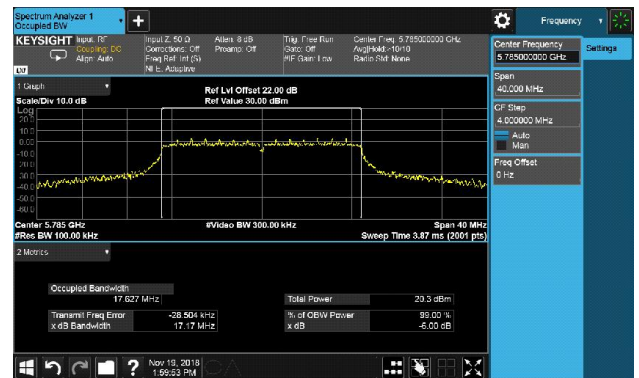 Spectrum Analyzer 1
Occupied BW
Frequency
KEYSIGHT Input: RF
Coupling: DC
Align: Auto
Input Z: 50 Ω
Corrections: Off
Freq Ref: Int (S)
NFE: Adaptive
Atten: 8 dB
Preamp: Off
Trig: Free Run
Gate: Off
#IF Gain: Low
Center Freq: 5.785000000 GHz
Avg|Hold:>10/10
Radio Std: None
LXI
Center Frequency
5.785000000 GHz
Settings
Span
40.000 MHz
CF Step
4.000000 MHz
Auto
Man
Freq Offset
0 Hz
1 Graph
Scale/Div 10.0 dB
Ref Lvl Offset 22.00 dB
Ref Value 30.00 dBm
Log
20.0
10.0
0.00
-10.0
-20.0
-30.0
-40.0
-50.0
-60.0
Center 5.785 GHz
#Video BW 300.00 kHz
Span 40 MHz
#Res BW 100.00 kHz
Sweep Time 3.87 ms (2001 pts)
2 Metrics
Occupied Bandwidth
17.627 MHz
Total Power
20.3 dBm
Transmit Freq Error
-28.504 kHz
% of OBW Power
99.00 %
x dB Bandwidth
17.17 MHz
x dB
-6.00 dB
?
Nov 19, 2018
1:59:53 PM